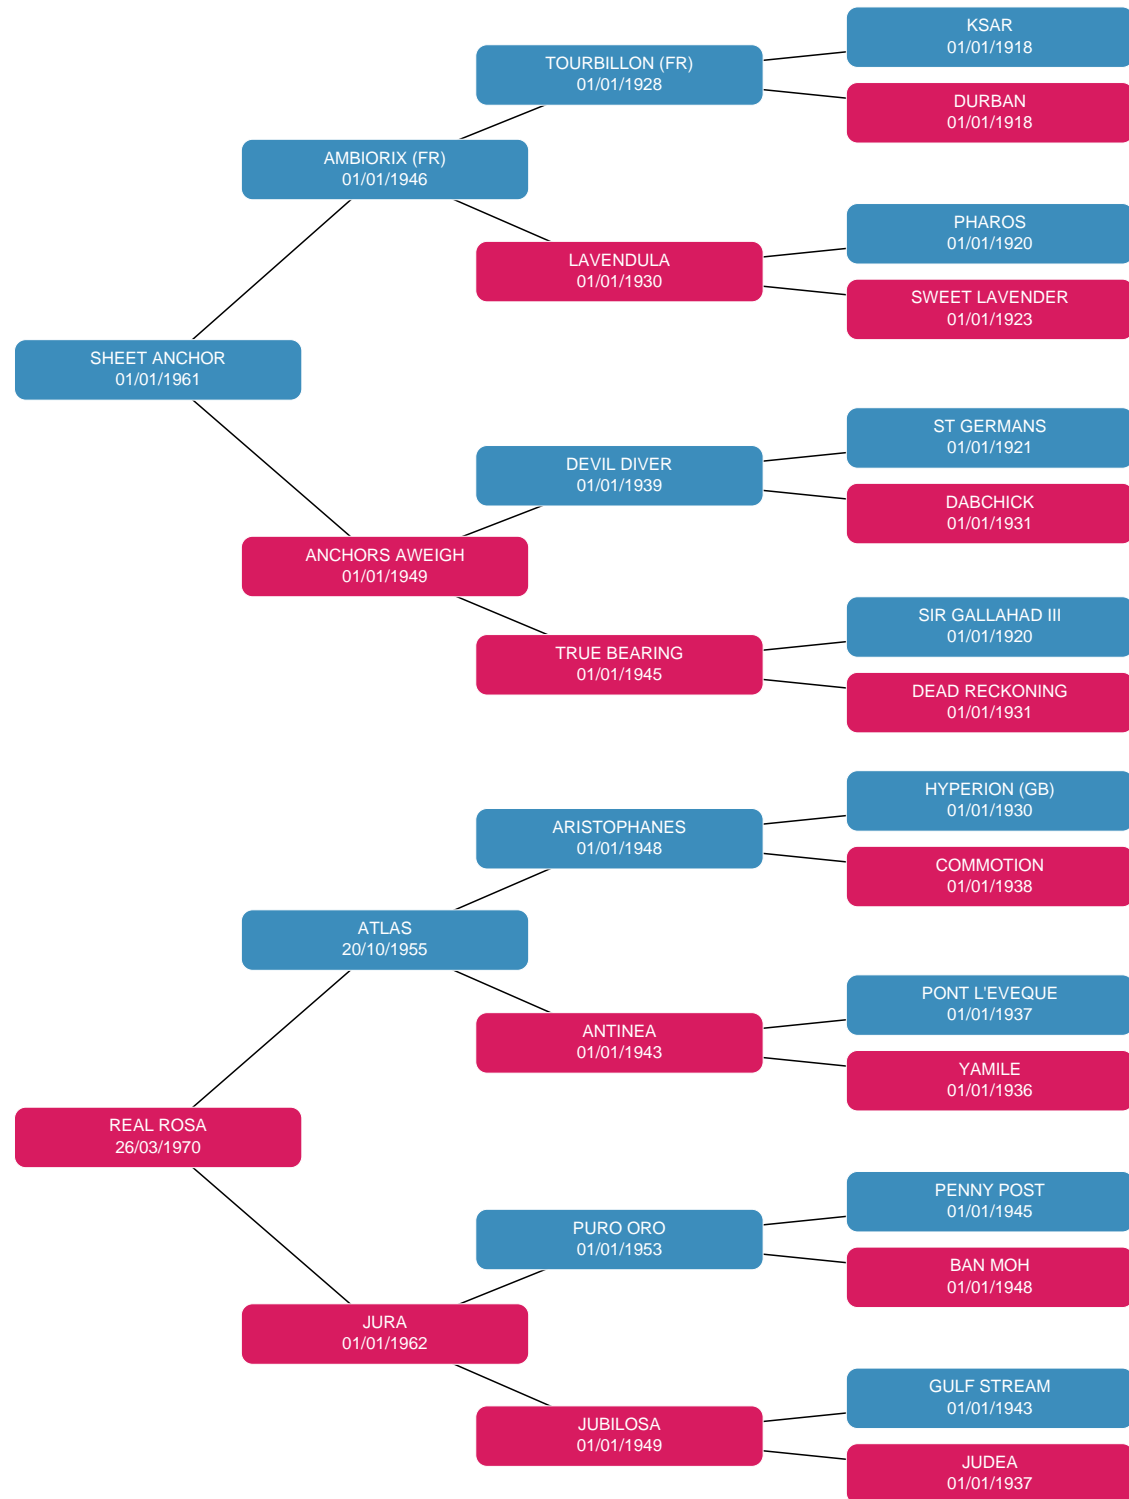 KSAR
01/01/1918
TOURBILLON (FR)
01/01/1928
DURBAN
01/01/1918
AMBIORIX (FR)
01/01/1946
PHAROS
01/01/1920
LAVENDULA
01/01/1930
SWEET LAVENDER
01/01/1923
SHEET ANCHOR
01/01/1961
ST GERMANS
01/01/1921
DEVIL DIVER
01/01/1939
DABCHICK
01/01/1931
ANCHORS AWEIGH
01/01/1949
SIR GALLAHAD III
01/01/1920
TRUE BEARING
01/01/1945
DEAD RECKONING
01/01/1931
HYPERION (GB)
01/01/1930
ARISTOPHANES
01/01/1948
COMMOTION
01/01/1938
ATLAS
20/10/1955
PONT L'EVEQUE
01/01/1937
ANTINEA
01/01/1943
YAMILE
01/01/1936
REAL ROSA
26/03/1970
PENNY POST
01/01/1945
PURO ORO
01/01/1953
BAN MOH
01/01/1948
JURA
01/01/1962
GULF STREAM
01/01/1943
JUBILOSA
01/01/1949
JUDEA
01/01/1937